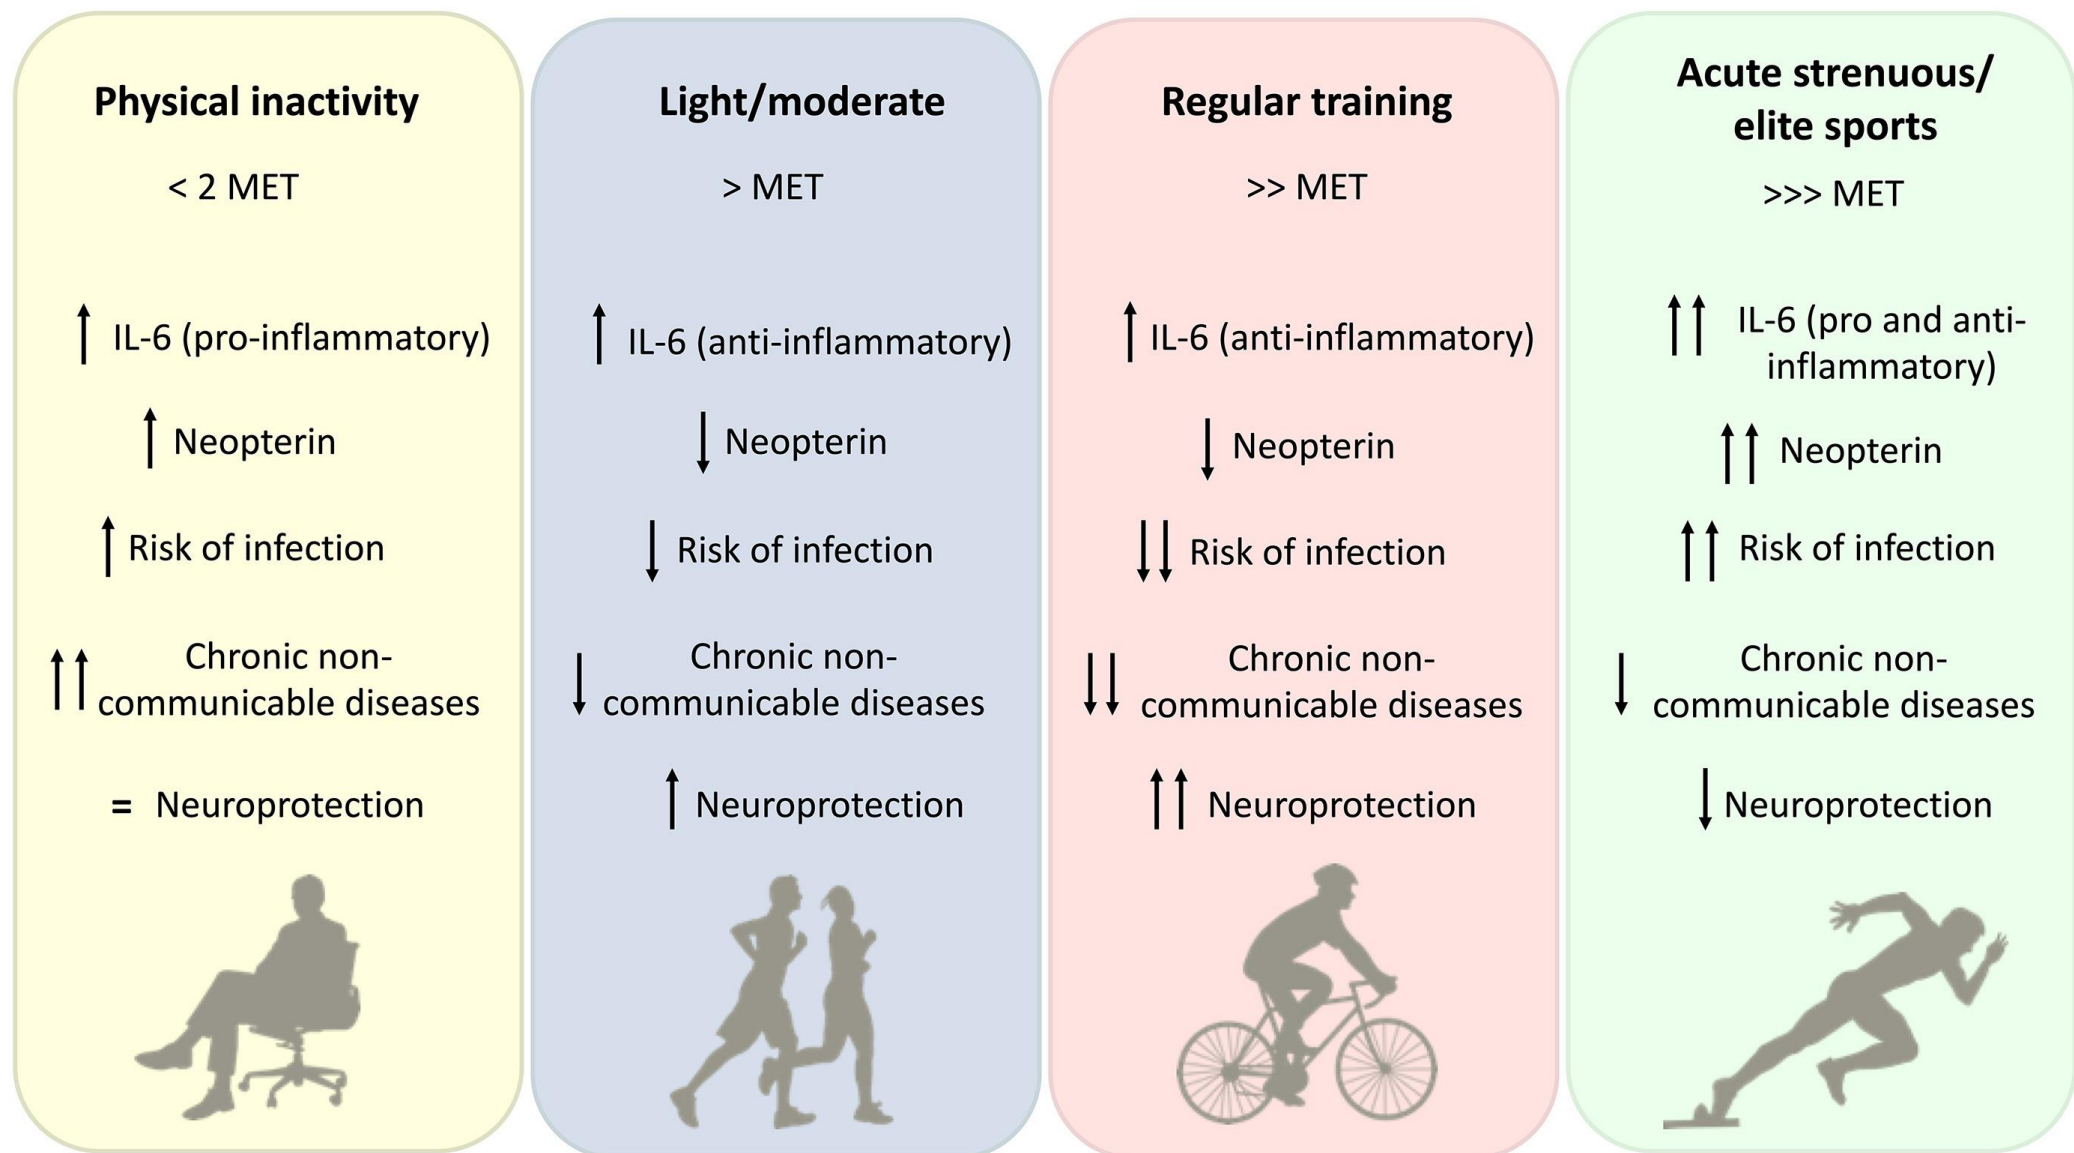 Physical inactivity
< 2 MET
↑ IL-6 (pro-inflammatory)
↑ Neopterin
↑ Risk of infection
↑↑ Chronic non-
communicable diseases
= Neuroprotection
Light/moderate
> MET
↑ IL-6 (anti-inflammatory)
↓ Neopterin
↓ Risk of infection
↓ Chronic non-
communicable diseases
↑ Neuroprotection
Regular training
>> MET
↑ IL-6 (anti-inflammatory)
↓ Neopterin
↓↓ Risk of infection
↓↓ Chronic non-
communicable diseases
↑↑ Neuroprotection
Acute strenuous/
elite sports
>>> MET
↑↑ IL-6 (pro and anti-
inflammatory)
↑↑ Neopterin
↑↑ Risk of infection
↓ Chronic non-
communicable diseases
↓ Neuroprotection